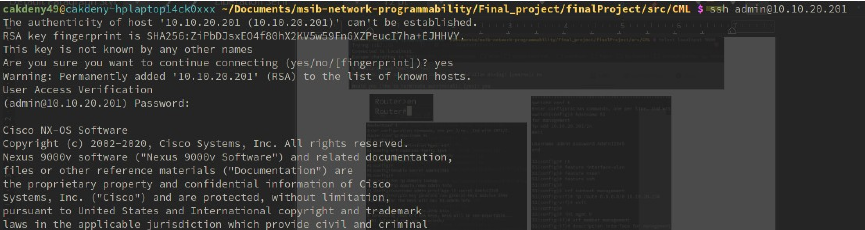 cakdeny49@cakdeny-hplaptop14ck0xxx ~/Documents/msib-network-programmability/Final_project/finalProject/src/CML $ ssh admin@10.10.20.201
The authenticity of host '10.10.20.201 (10.10.20.201)' can't be established.
RSA key fingerprint is
This key is not known by any other names
Are you sure you want to continue connecting (yes/no/[fingerprint])? yes
Warning: Permanently added '10.10.20.201' (RSA) to the list of known hosts.
User Access Verification
(admin@10.10.20.201) Password:
Cisco NX-OS Software
Copyright (c) 2002-2020, Cisco Systems, Inc. All rights reserved.
Nexus 9000v software ("Nexus 9000v Software") and related documentation,
files or other reference materials ("Documentation") are
the proprietary property and confidential information of Cisco
Systems, Inc. ("Cisco") and are protected, without limitation,
pursuant to United States and International copyright and trademark
laws in the applicable jurisdiction which provide civil and criminal